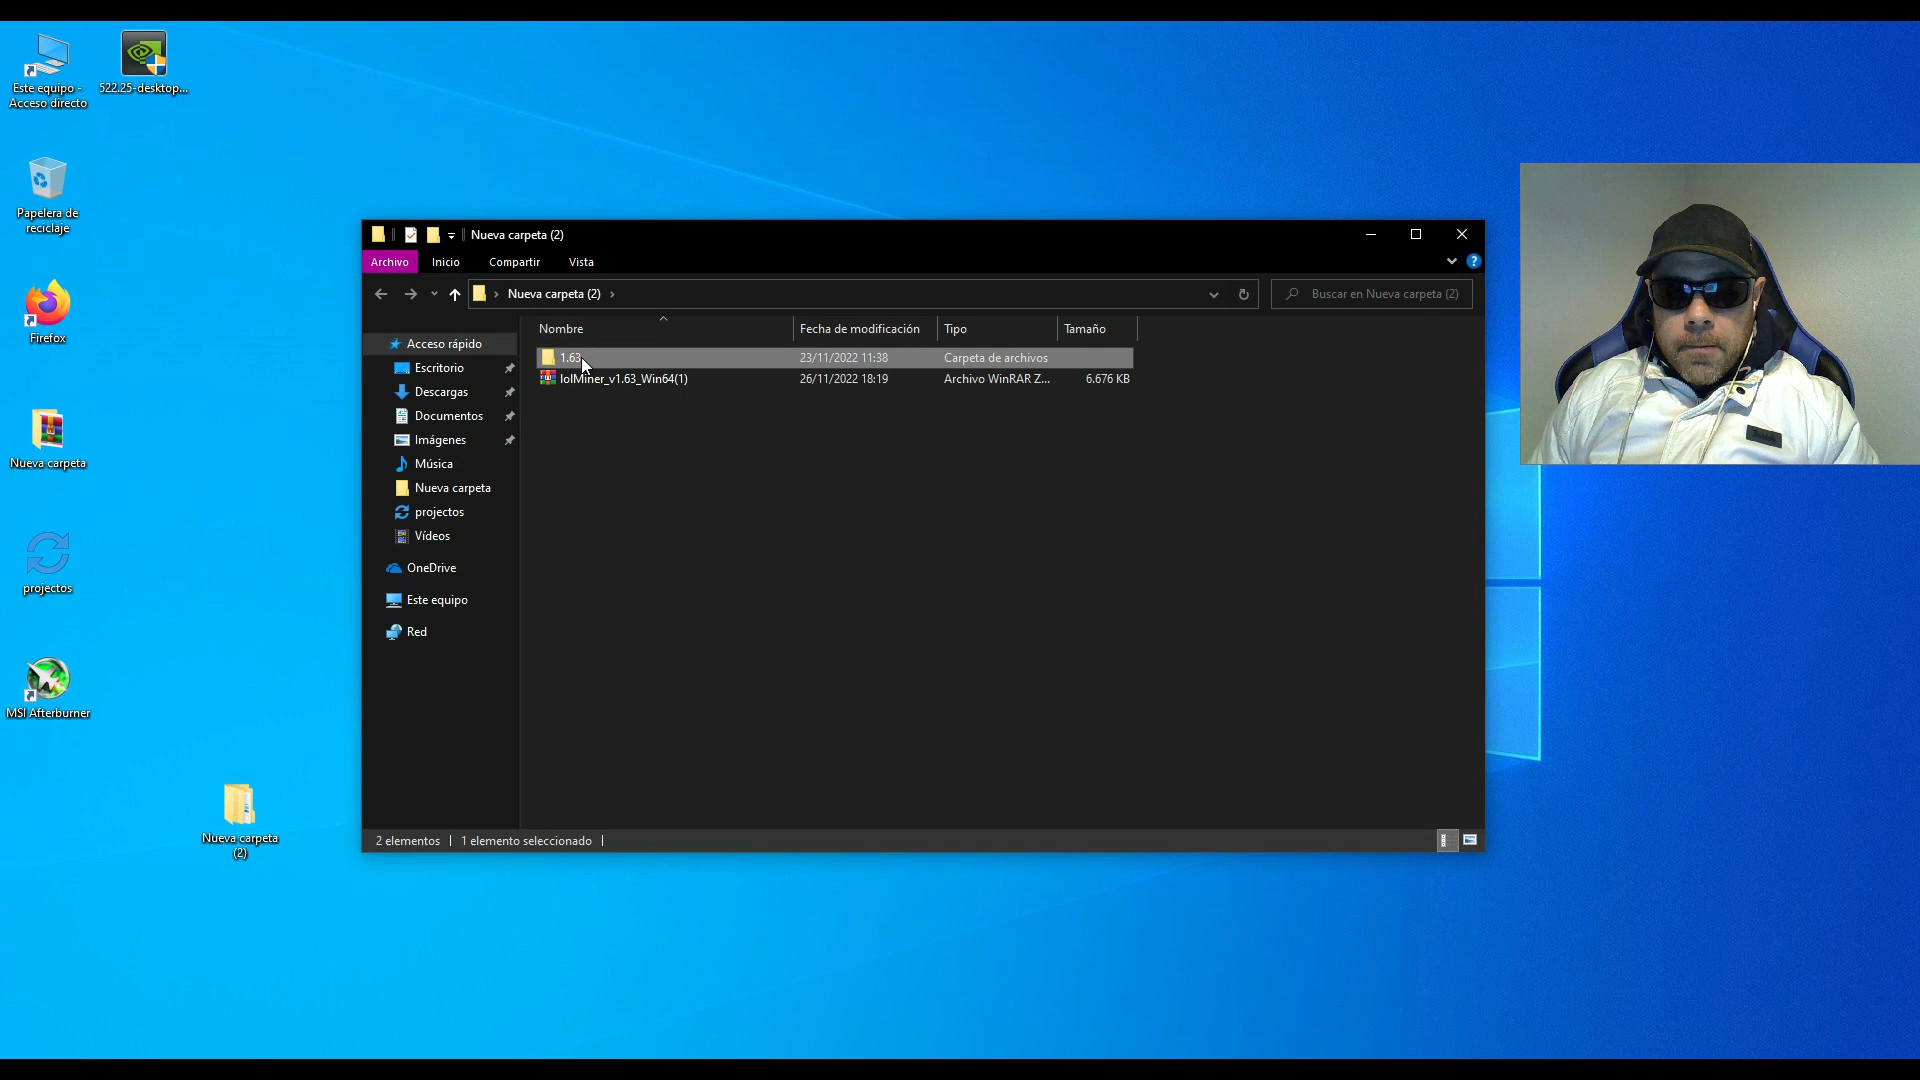 Este equipo -
Acceso directo
522.25-desktop...
Papelera de
reciclaje
Firefox
Nueva carpeta
projectos
MSI Afterburner
Nueva carpeta
(2)
Nueva carpeta (2)
Archivo Inicio Compartir Vista
Nueva carpeta (2)
Buscar en Nueva carpeta (2)
Nombre Fecha de modificación Tipo Tamaño
1.63 23/11/2022 11:38 Carpeta de archivos
lolMiner_v1.63_Win64(1) 26/11/2022 18:19 Archivo WinRAR Z... 6.676 KB
Acceso rápido
Escritorio
Descargas
Documentos
Imágenes
Música
Nueva carpeta
projectos
Vídeos
OneDrive
Este equipo
Red
2 elementos 1 elemento seleccionado